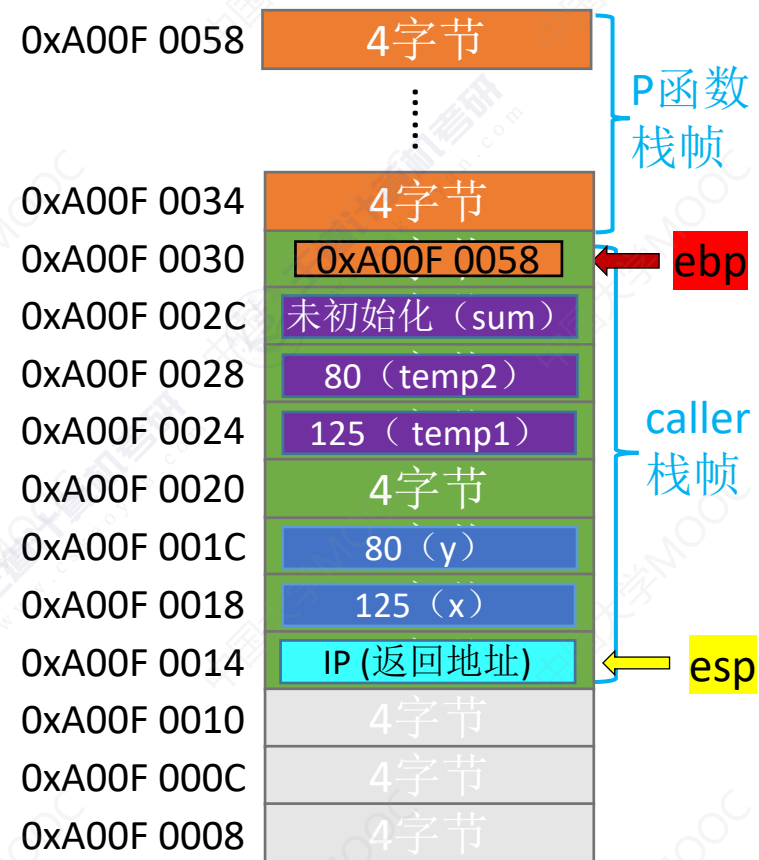 0xA00F 0058 4字节
P函数
栈帧
0xA00F 0034 4字节
0xA00F 0030 0xA00F 0058 ebp
0xA00F 002C 未初始化（sum）
0xA00F 0028 80（temp2）
0xA00F 0024 125（ temp1）
caller
栈帧
0xA00F 0020 4字节
0xA00F 001C 80（y）
0xA00F 0018 125（x）
0xA00F 0014 IP (返回地址) esp
0xA00F 0010 4字节
0xA00F 000C 4字节
0xA00F 0008 4字节